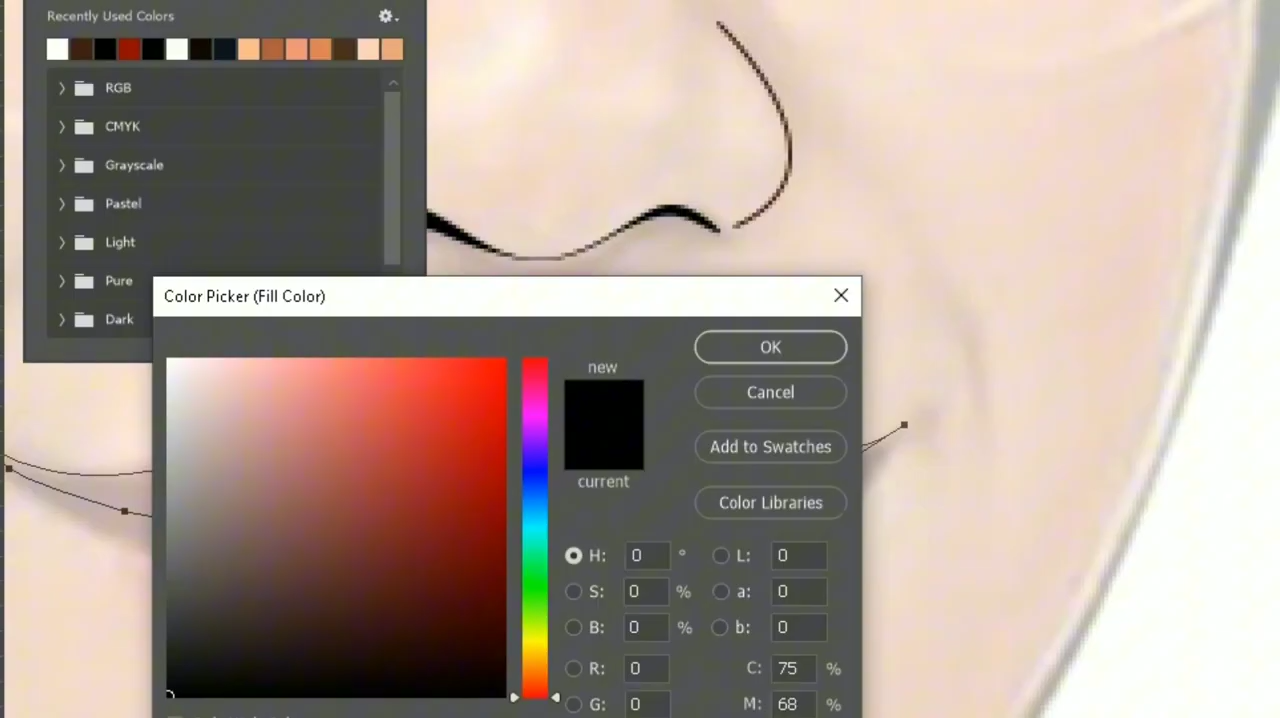 Recently Used Colors
RGB
CMYK
Grayscale
Pastel
Light
Pure
Dark
Color Picker (Fill Color)
OK
new
Cancel
Add to Swatches
current
Color Libraries
H: 0 ° L: 0
S: 0 % a: 0
B: 0 % b: 0
R: 0 C: 75 %
G: 0 M: 68 %